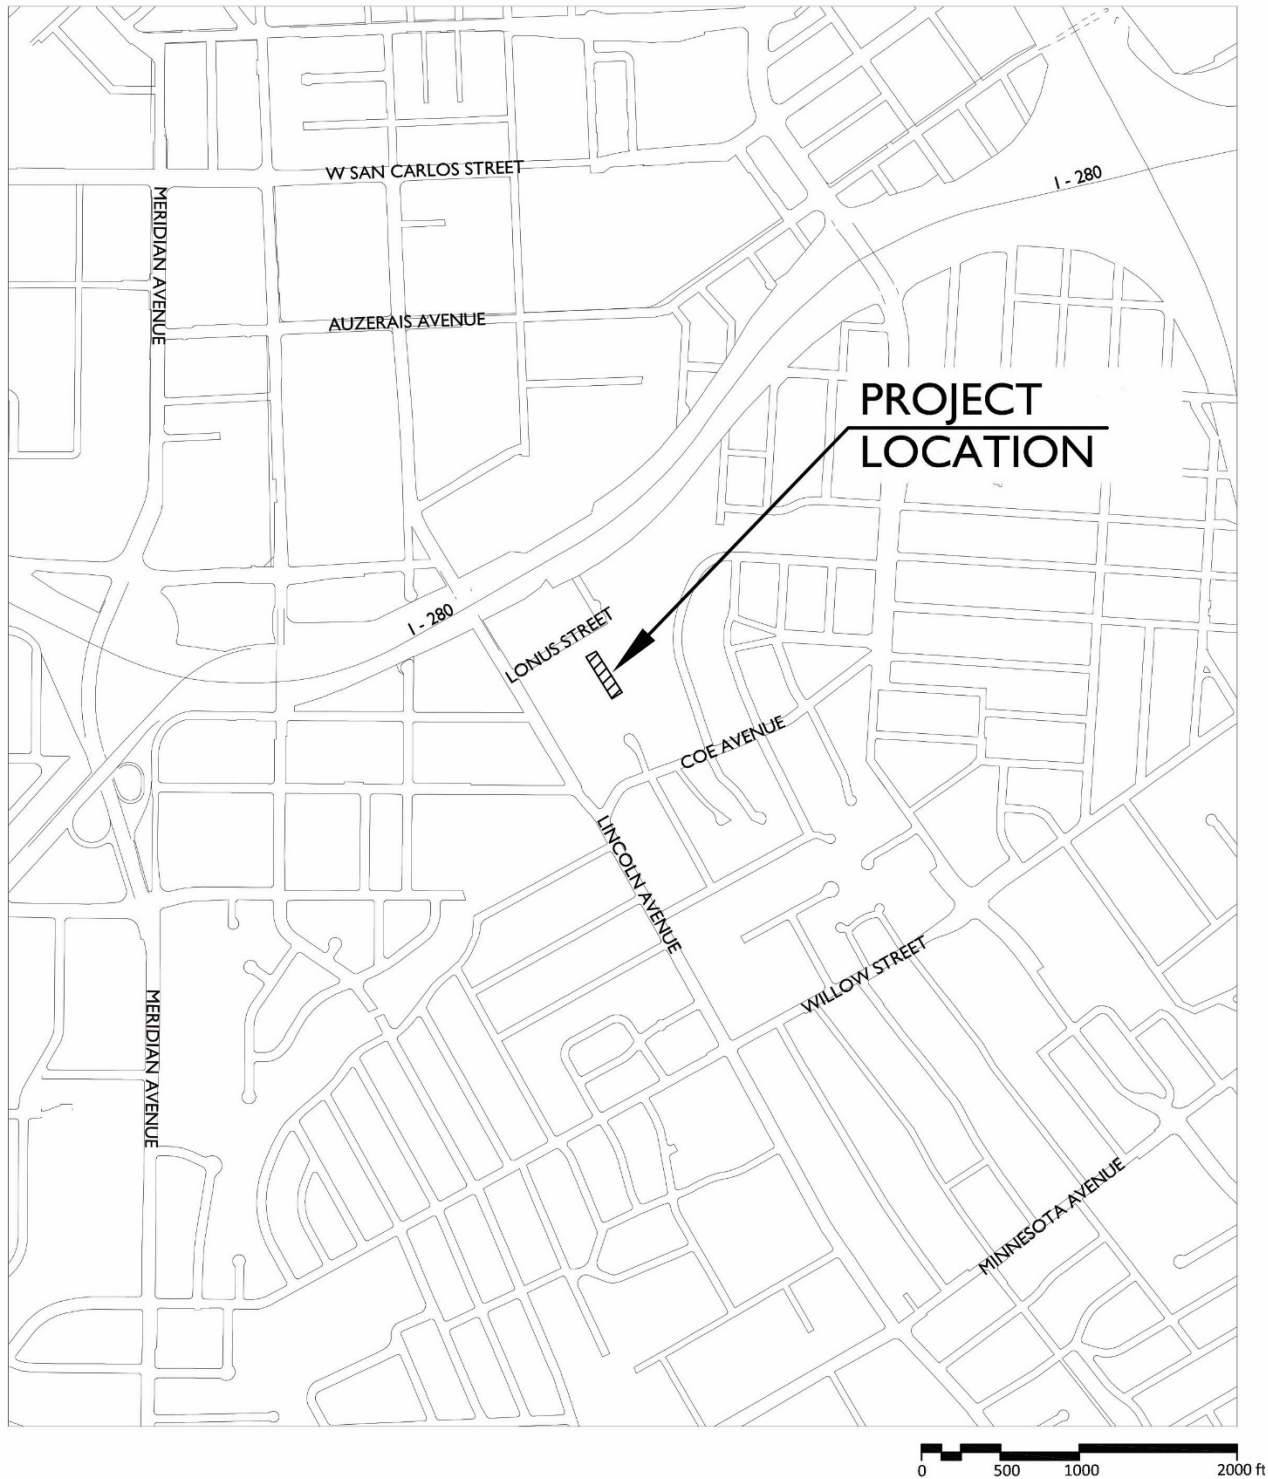 W SAN CARLOS STREET
I - 280
MERIDIAN AVENUE
AUZERAIS AVENUE
PROJECT
LOCATION
I - 280
LONUS STREET
COE AVENUE
LINCOLN AVENUE
WILLOW STREET
MERIDIAN AVENUE
MINNESOTA AVENUE
0 500 1000 2000 ft